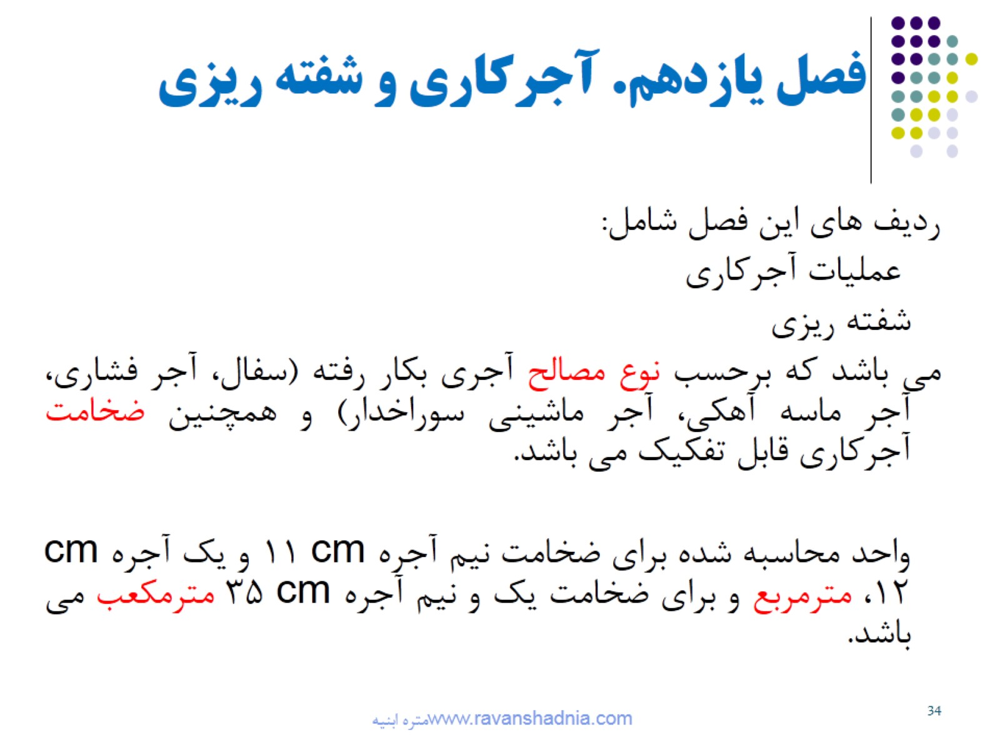 فصل یازدهم. آجرکاری و شفته ریزی
ردیف های این فصل شامل:
عملیات آجرکاری
شفته ریزی
می باشد که برحسب نوع مصالح آجری بکار رفته (سفال، آجر فشاری،
آجر ماسه آهکی، آجر ماشینی سوراخدار) و همچنین ضخامت
آجرکاری قابل تفکیک می باشد.
واحد محاسبه شده برای ضخامت نیم آجره ۱۱ cm و یک آجره cm
۱۲، مترمربع و برای ضخامت یک و نیم آجره ۳۵ cm مترمکعب می
باشد.
متره ابنیه www.ravanshadnia.com
34